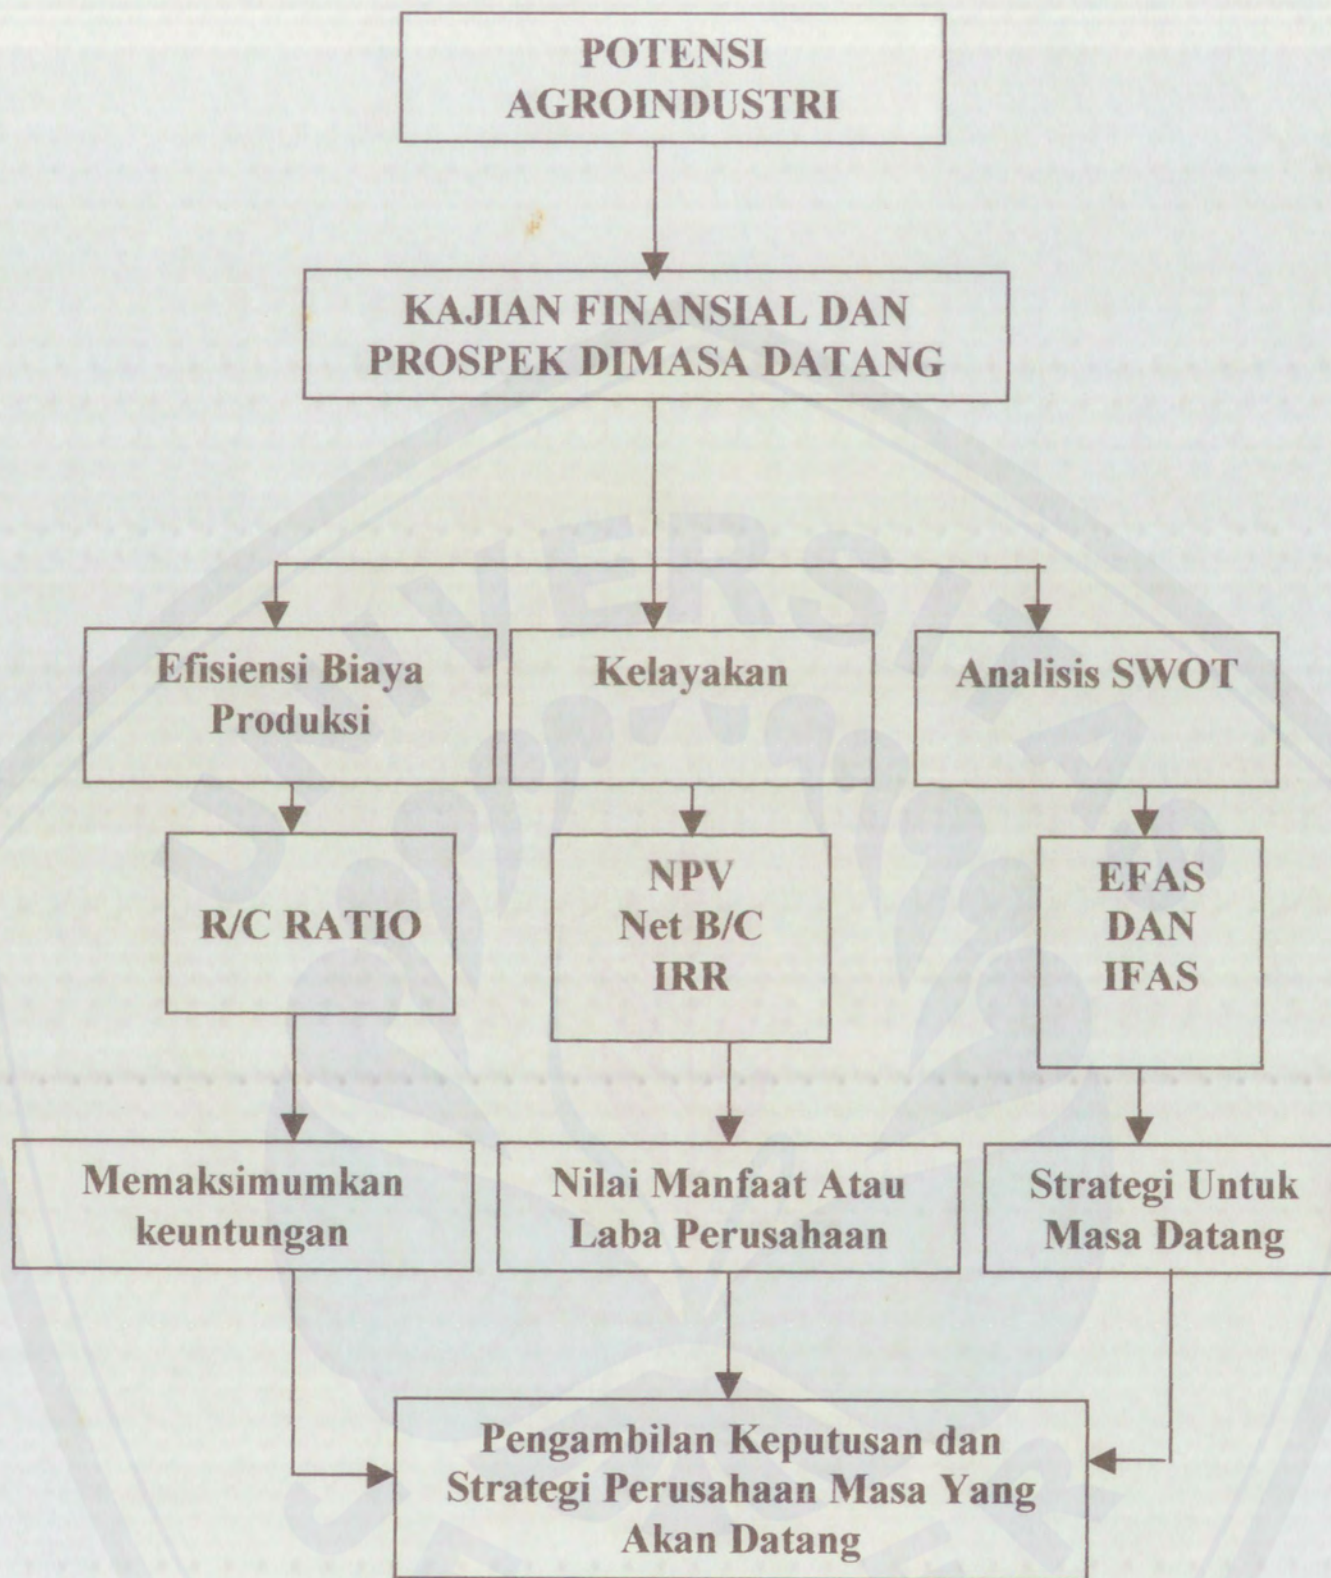 POTENSI
AGROINDUSTRI
KAJIAN FINANSIAL DAN
PROSPEK DIMASA DATANG
Efisiensi Biaya
Produksi
Kelayakan
Analisis SWOT
R/C RATIO
NPV
Net B/C
IRR
EFAS
DAN
IFAS
Memaksimumkan
keuntungan
Nilai Manfaat Atau
Laba Perusahaan
Strategi Untuk
Masa Datang
Pengambilan Keputusan dan
Strategi Perusahaan Masa Yang
Akan Datang
UNIVERSITAS
JEMBER